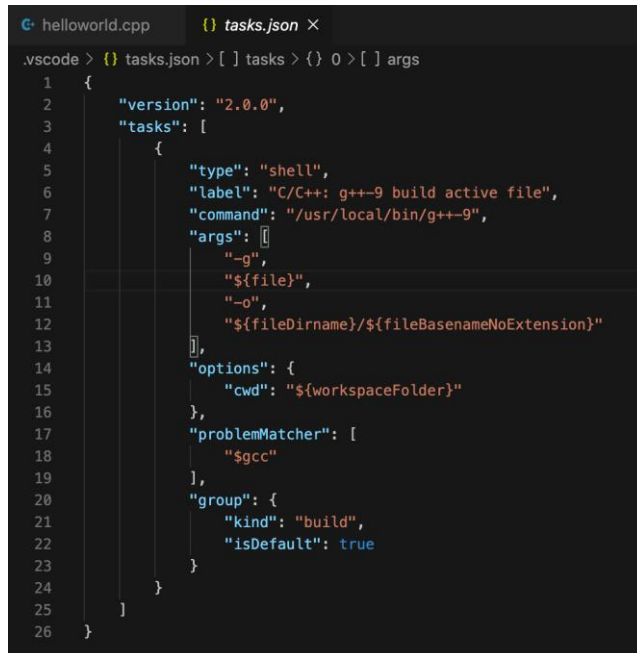 helloworld.cpp {} tasks.json ×
.vscode > {} tasks.json > [ ] tasks > {} 0 > [ ] args
1 {
2     "version": "2.0.0",
3     "tasks": [
4         {
5             "type": "shell",
6             "label": "C/C++: g++-9 build active file",
7             "command": "/usr/local/bin/g++-9",
8             "args": [
9                 "-g",
10                 "${file}",
11                 "-o",
12                 "${fileDirname}/${fileBasenameNoExtension}"
13             ],
14             "options": {
15                 "cwd": "${workspaceFolder}"
16             },
17             "problemMatcher": [
18                 "$gcc"
19             ],
20             "group": {
21                 "kind": "build",
22                 "isDefault": true
23             }
24         }
25     ]
26 }